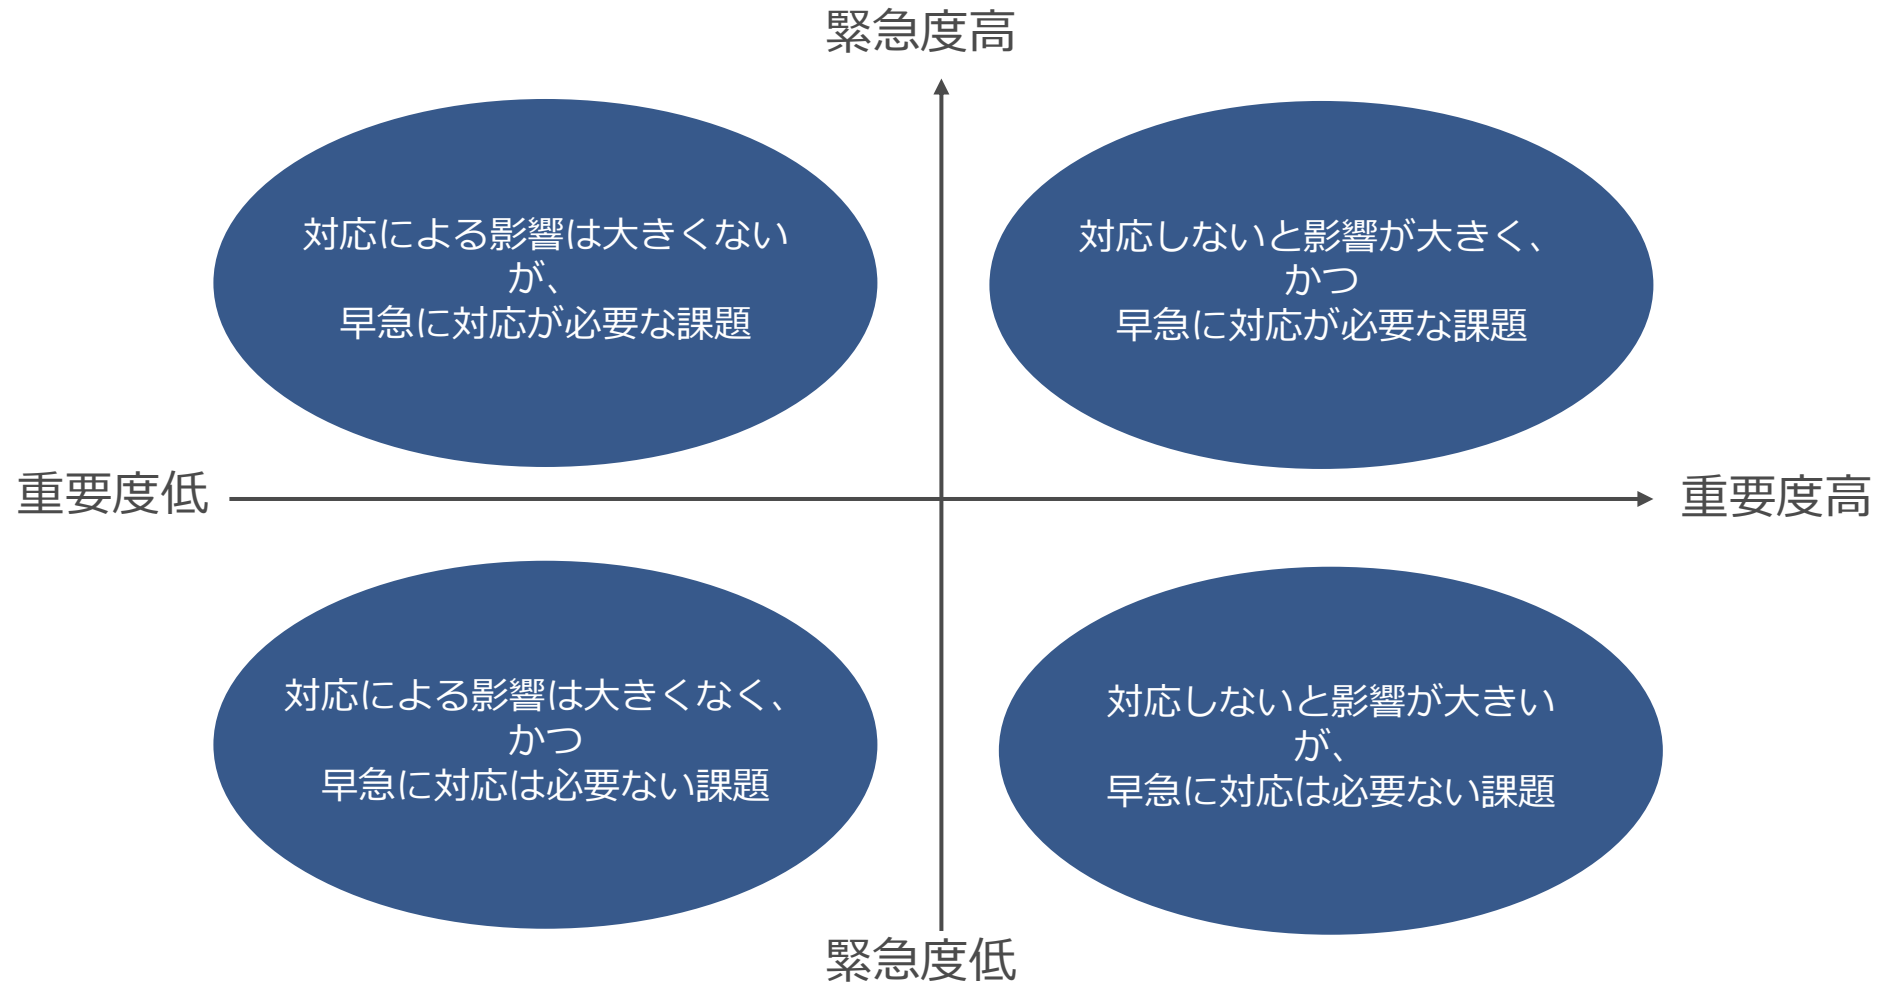 緊急度高
対応による影響は大きくない
が、
早急に対応が必要な課題
対応しないと影響が大きく、
かつ
早急に対応が必要な課題
重要度低
重要度高
対応による影響は大きくなく、
かつ
早急に対応は必要ない課題
対応しないと影響が大きい
が、
早急に対応は必要ない課題
緊急度低